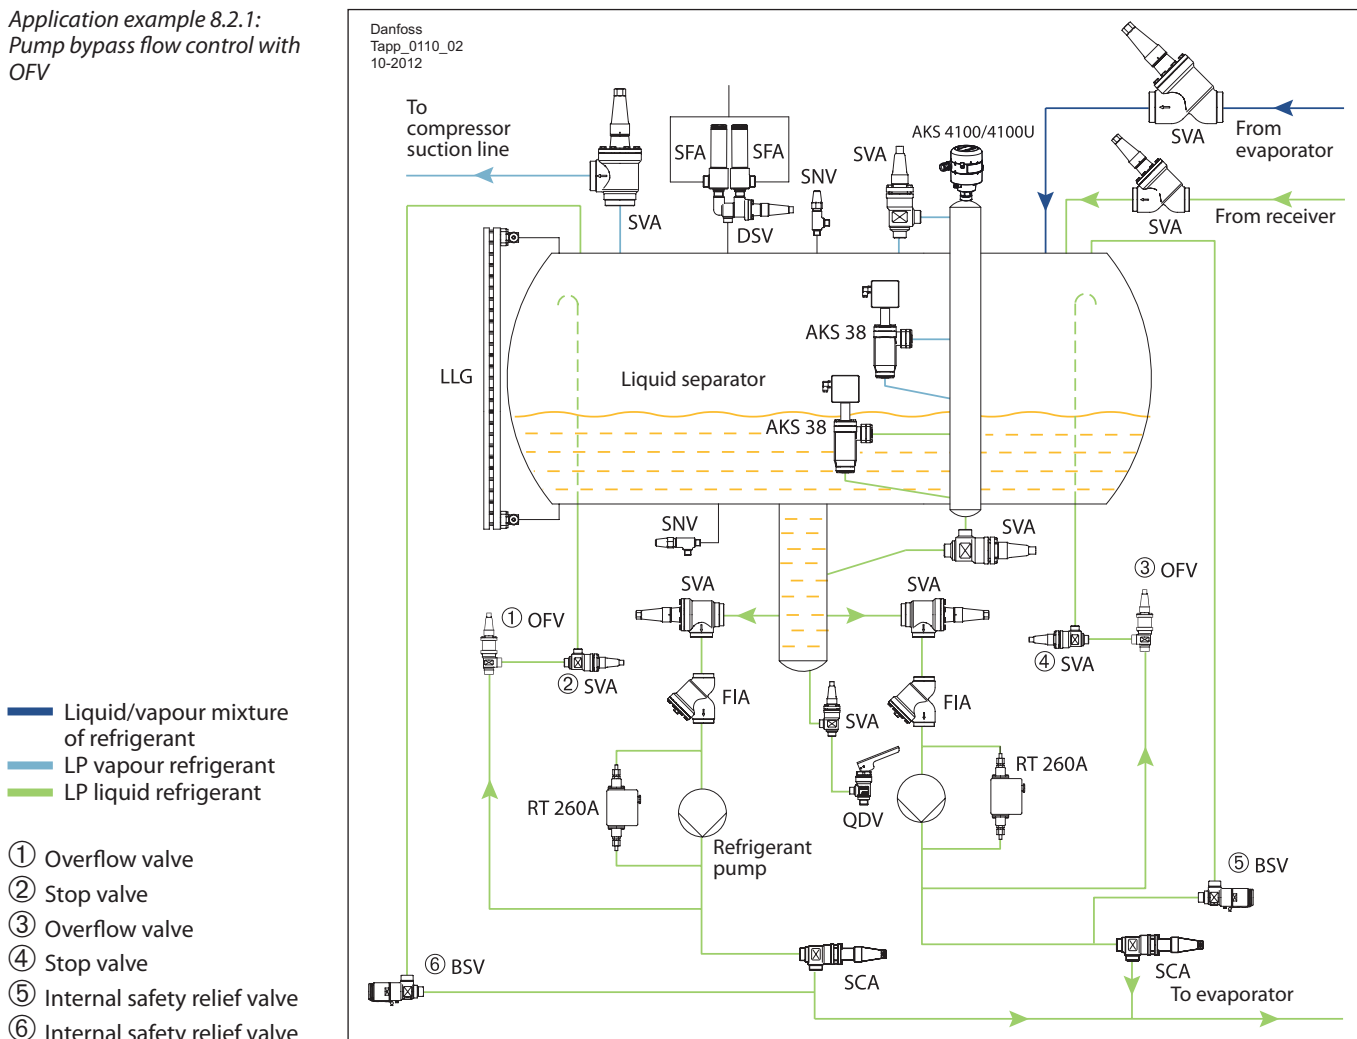 Application example 8.2.1:
Pump bypass flow control with
OFV
Danfoss
Tapp_0110_02
10-2012
To
compressor
suction line
SVA
SFA
SFA
DSV
SNV
SVA
AKS 4100/4100U
SVA
From
evaporator
SVA
From receiver
LLG
Liquid separator
AKS 38
AKS 38
SNV
SVA
SVA
SVA
① OFV
② SVA
③ OFV
④ SVA
FIA
FIA
SVA
QDV
RT 260A
RT 260A
Refrigerant
pump
⑤ BSV
⑥ BSV
SCA
SCA
To evaporator
Liquid/vapour mixture
of refrigerant
LP vapour refrigerant
LP liquid refrigerant
① Overflow valve
② Stop valve
③ Overflow valve
④ Stop valve
⑤ Internal safety relief valve
⑥ Internal safety relief valve